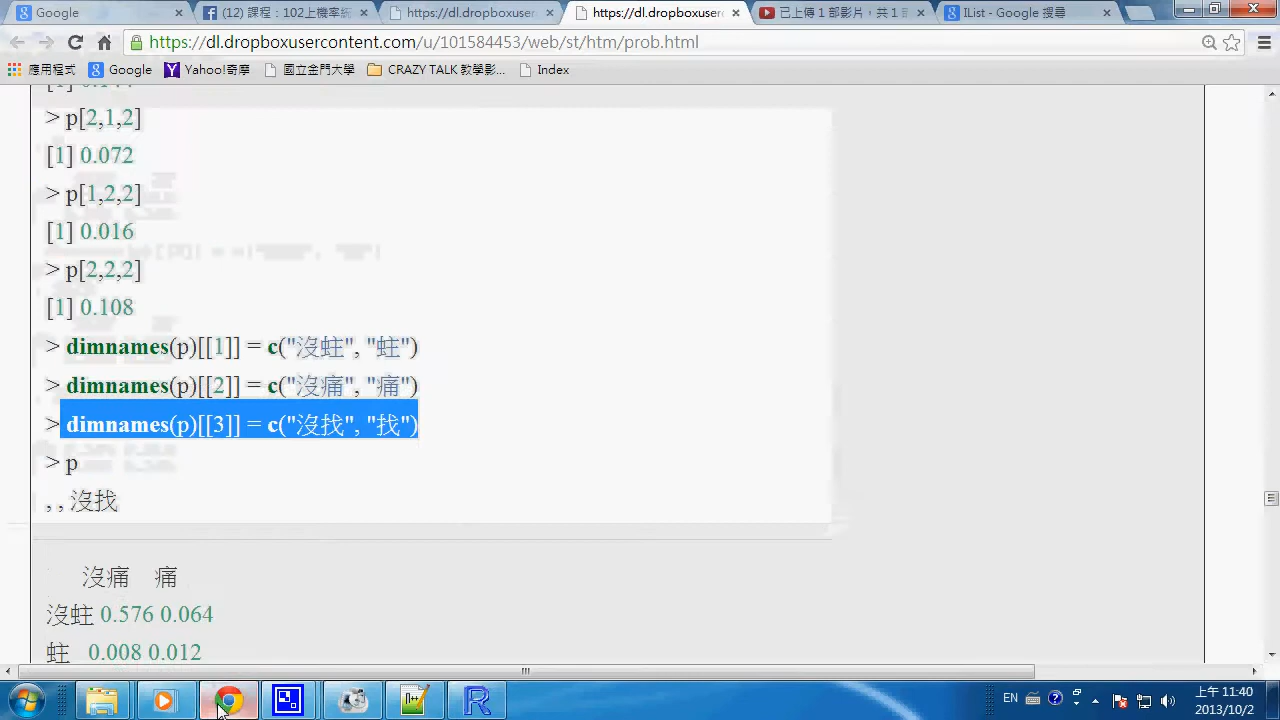 Google
(12) 課程：102上機率統
https://dl.dropboxuser
https://dl.dropboxuser
已上傳 1 部影片，共 1 部
IList - Google 搜尋
https://dl.dropboxusercontent.com/u/101584453/web/st/htm/prob.html
應用程式
Google
Yahoo!奇摩
國立金門大學
CRAZY TALK 教學影...
Index
> p[2,1,2]
[1] 0.072
> p[1,2,2]
[1] 0.016
> p[2,2,2]
[1] 0.108
> dimnames(p)[[1]] = c("沒蛀", "蛀")
> dimnames(p)[[2]] = c("沒痛", "痛")
> dimnames(p)[[3]] = c("沒找", "找")
> p
, , 沒找
沒痛 痛
沒蛀 0.576 0.064
蛀 0.008 0.012
EN
上午 11:40
2013/10/2